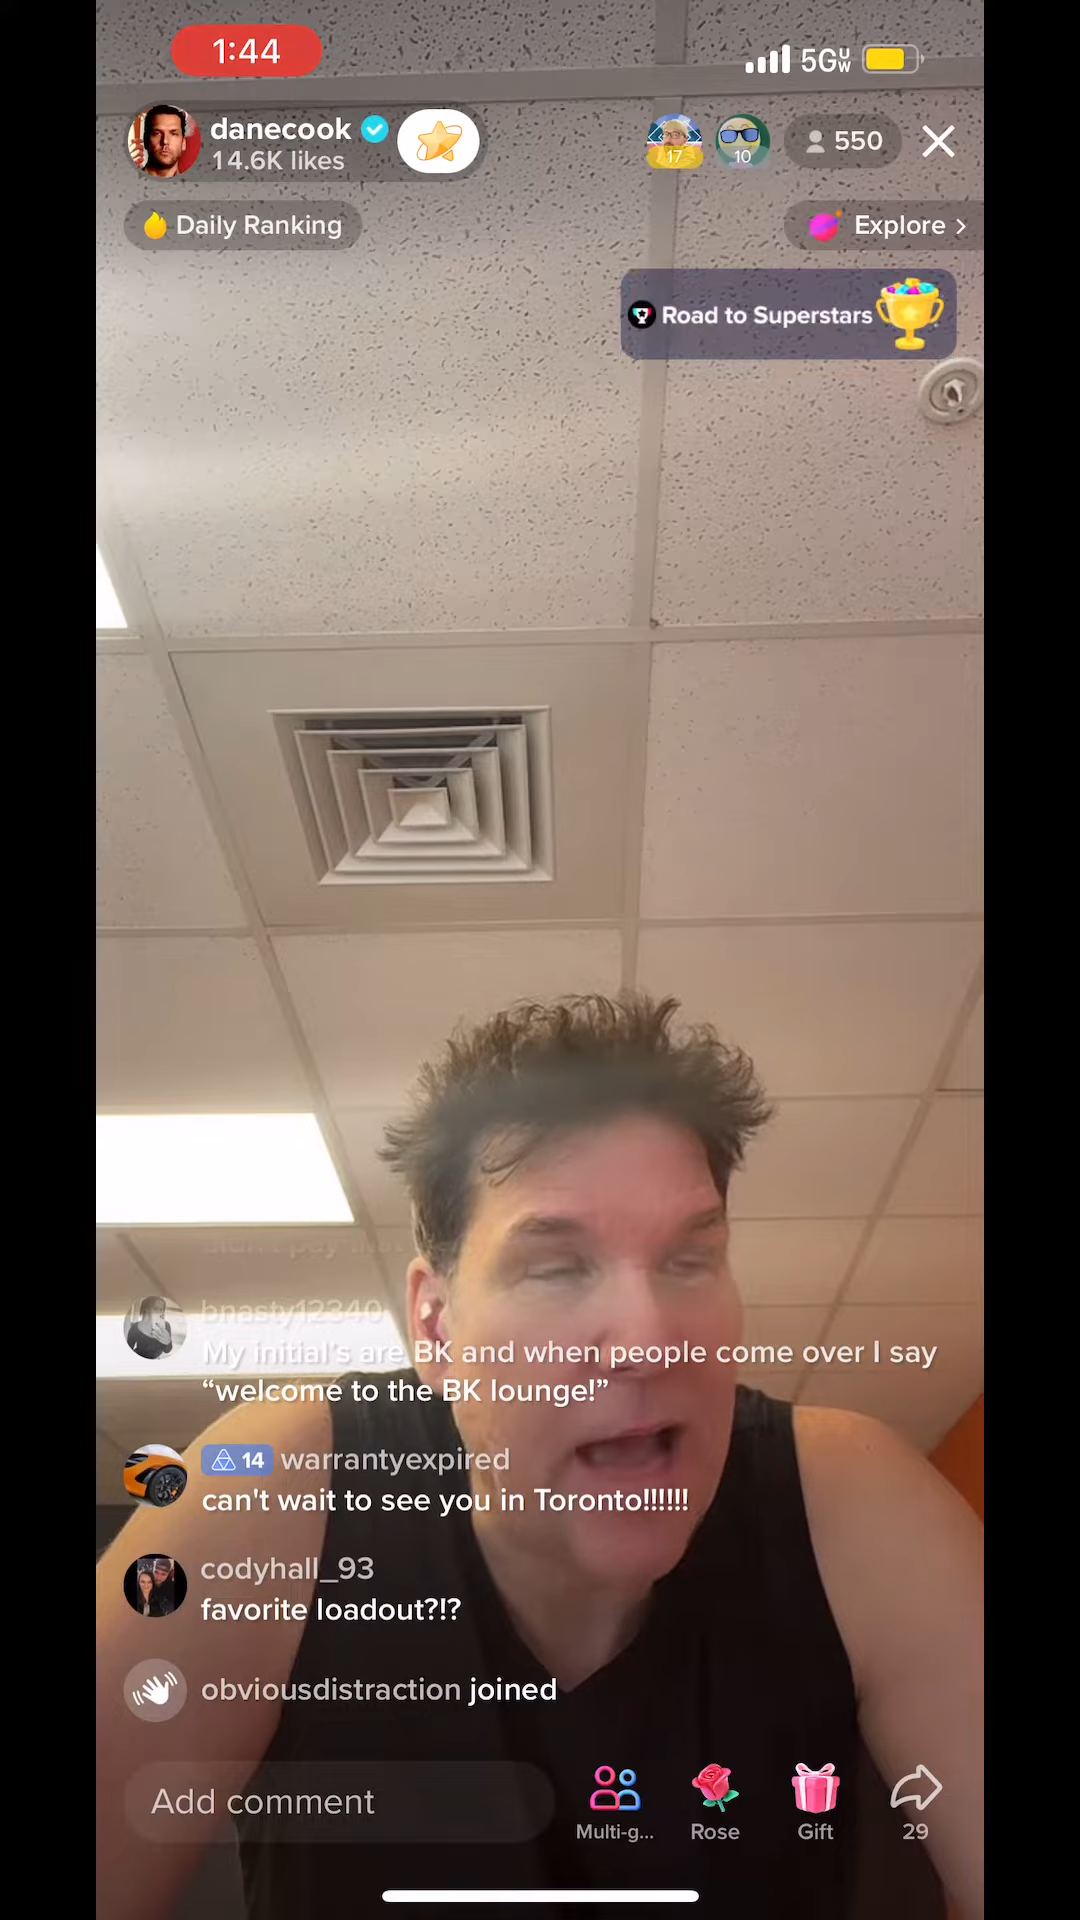 1:44
5GUW
danecook
14.6K likes
17
10
550
Daily Ranking
Explore >
Road to Superstars
bnasty12340
My initial's are BK and when people come over I say
“welcome to the BK lounge!”
14 warrantyexpired
can't wait to see you in Toronto!!!!!!
codyhall_93
favorite loadout?!?
obviousdistraction joined
Add comment
Multi-g...
Rose
Gift
29